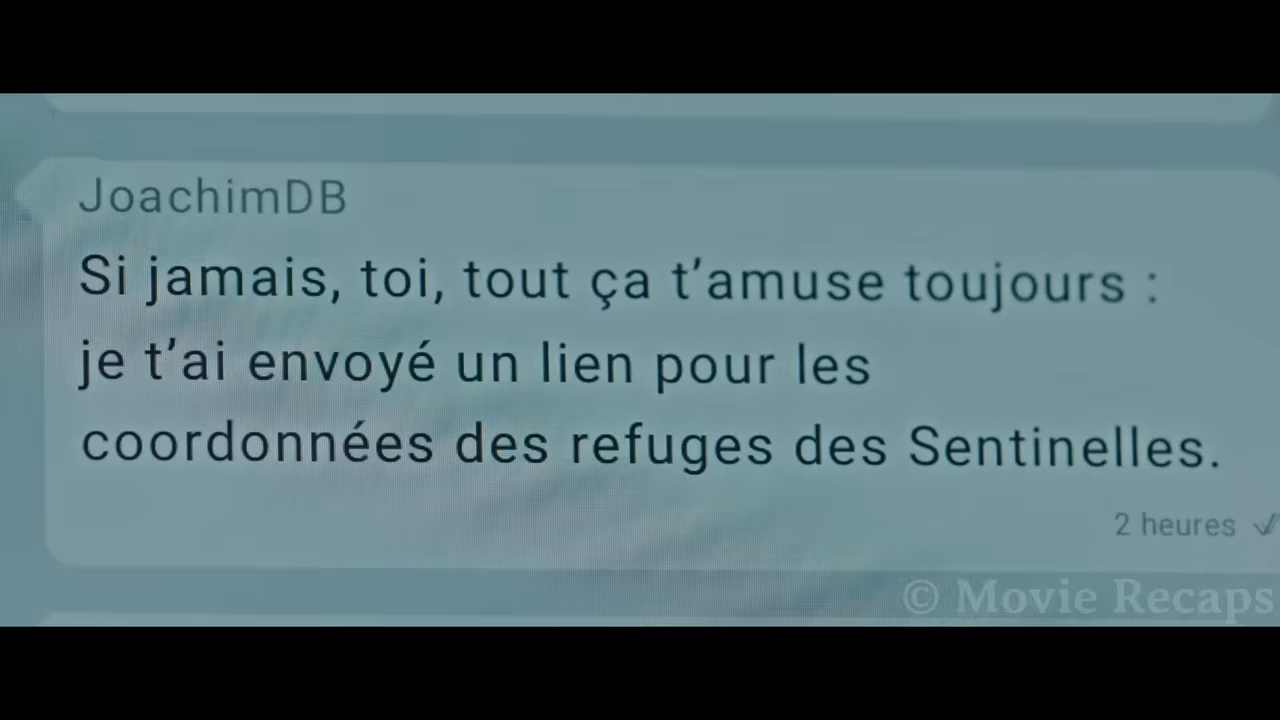 JoachimDB
Si jamais, toi, tout ça t’amuse toujours :
je t’ai envoyé un lien pour les
coordonnées des refuges des Sentinelles.
2 heures
© Movie Recaps